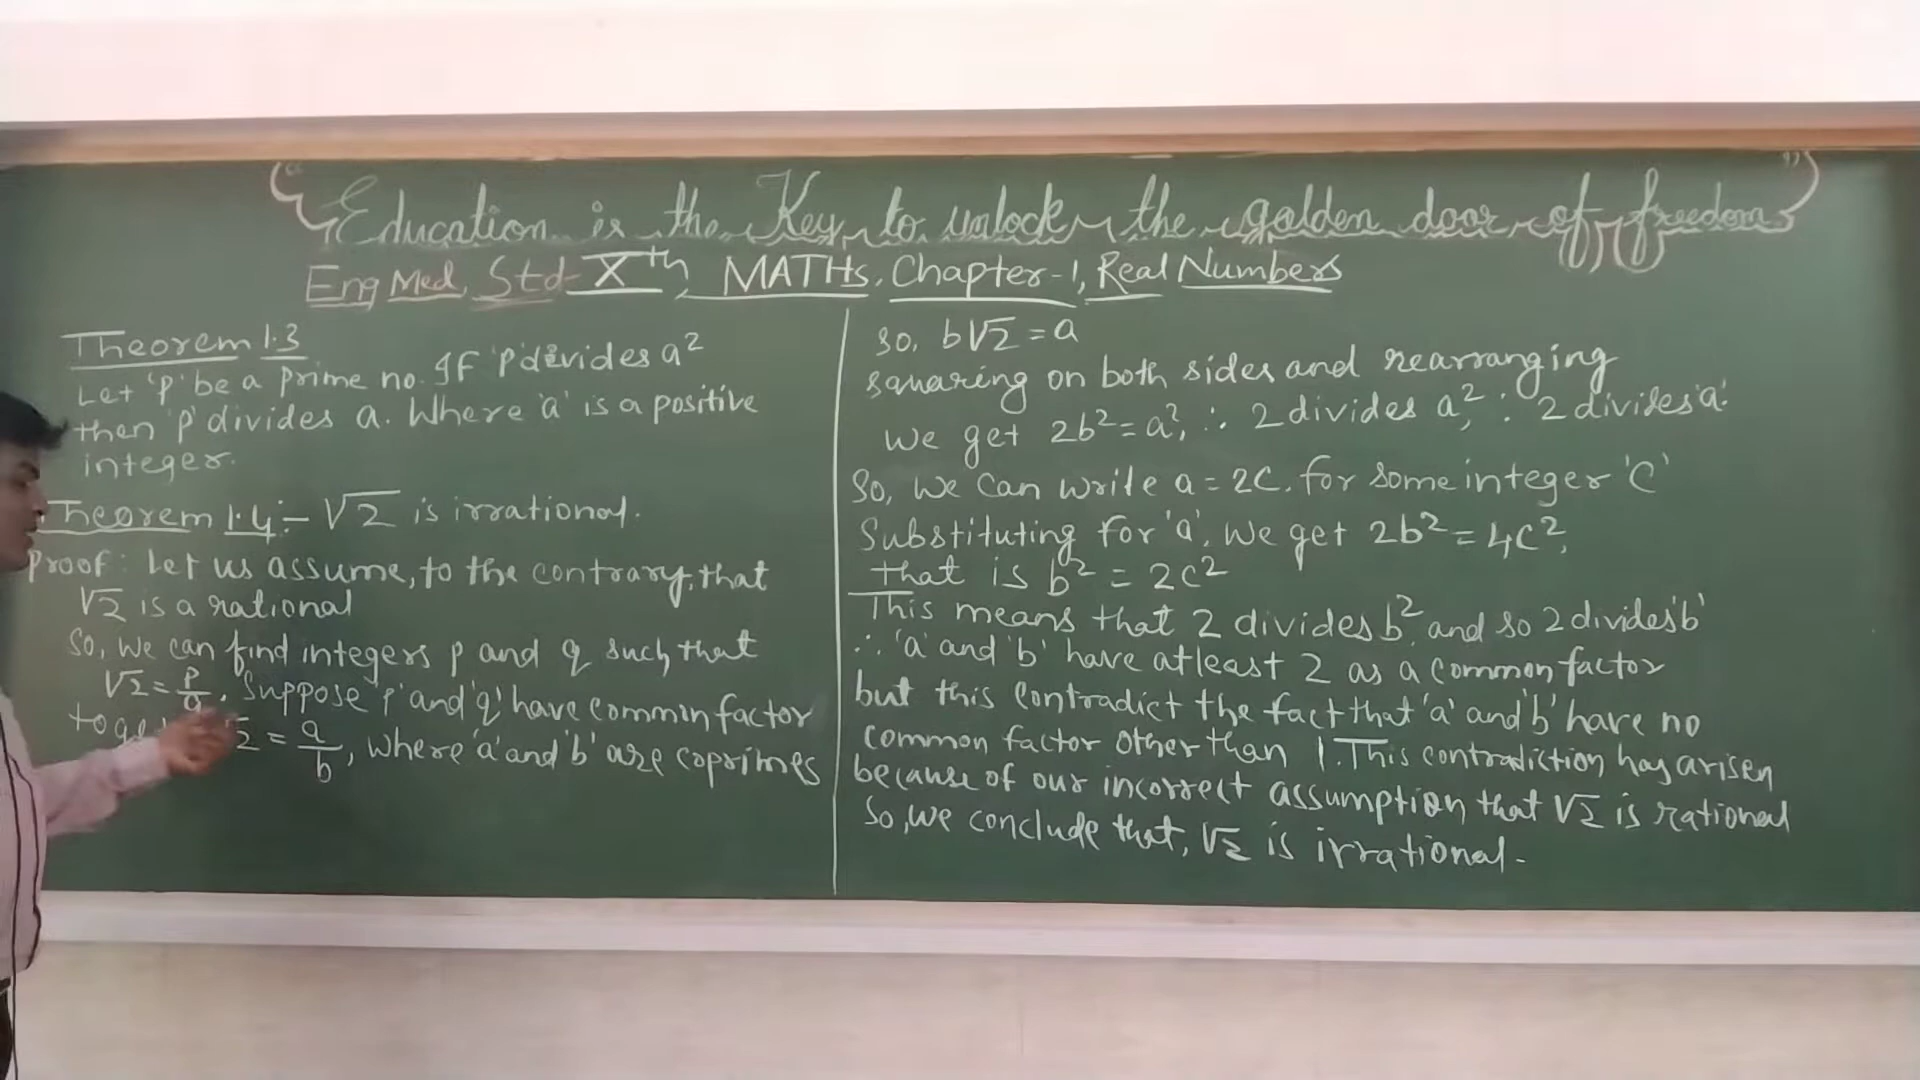 "Education is the Key to unlock the golden door of freedom"
Eng Med, Std Xth, MATHs, Chapter-1, Real Numbers
Theorem 1.3
Let 'p' be a prime no. If 'p' divides a²
then 'p' divides a. Where 'a' is a positive
integer.
Theorem 1.4:- √2 is irrational.
Proof: Let us assume, to the contrary, that
√2 is a rational
So, we can find integers p and q such that
√2 = p/q. Suppose 'p' and 'q' have common factor
2 = a/b, where 'a' and 'b' are coprimes
so, b√2 = a
squaring on both sides and rearranging
we get 2b² = a², ∴ 2 divides a², ∴ 2 divides 'a'.
So, we can write a = 2c, for some integer 'c'
Substituting for 'a', we get 2b² = 4c²,
That is b² = 2c²
This means that 2 divides b² and so 2 divides 'b'
∴ 'a' and 'b' have atleast 2 as a common factor
but this contradict the fact that 'a' and 'b' have no
common factor other than 1. This contradiction has arisen
because of our incorrect assumption that √2 is rational
So, we conclude that, √2 is irrational.